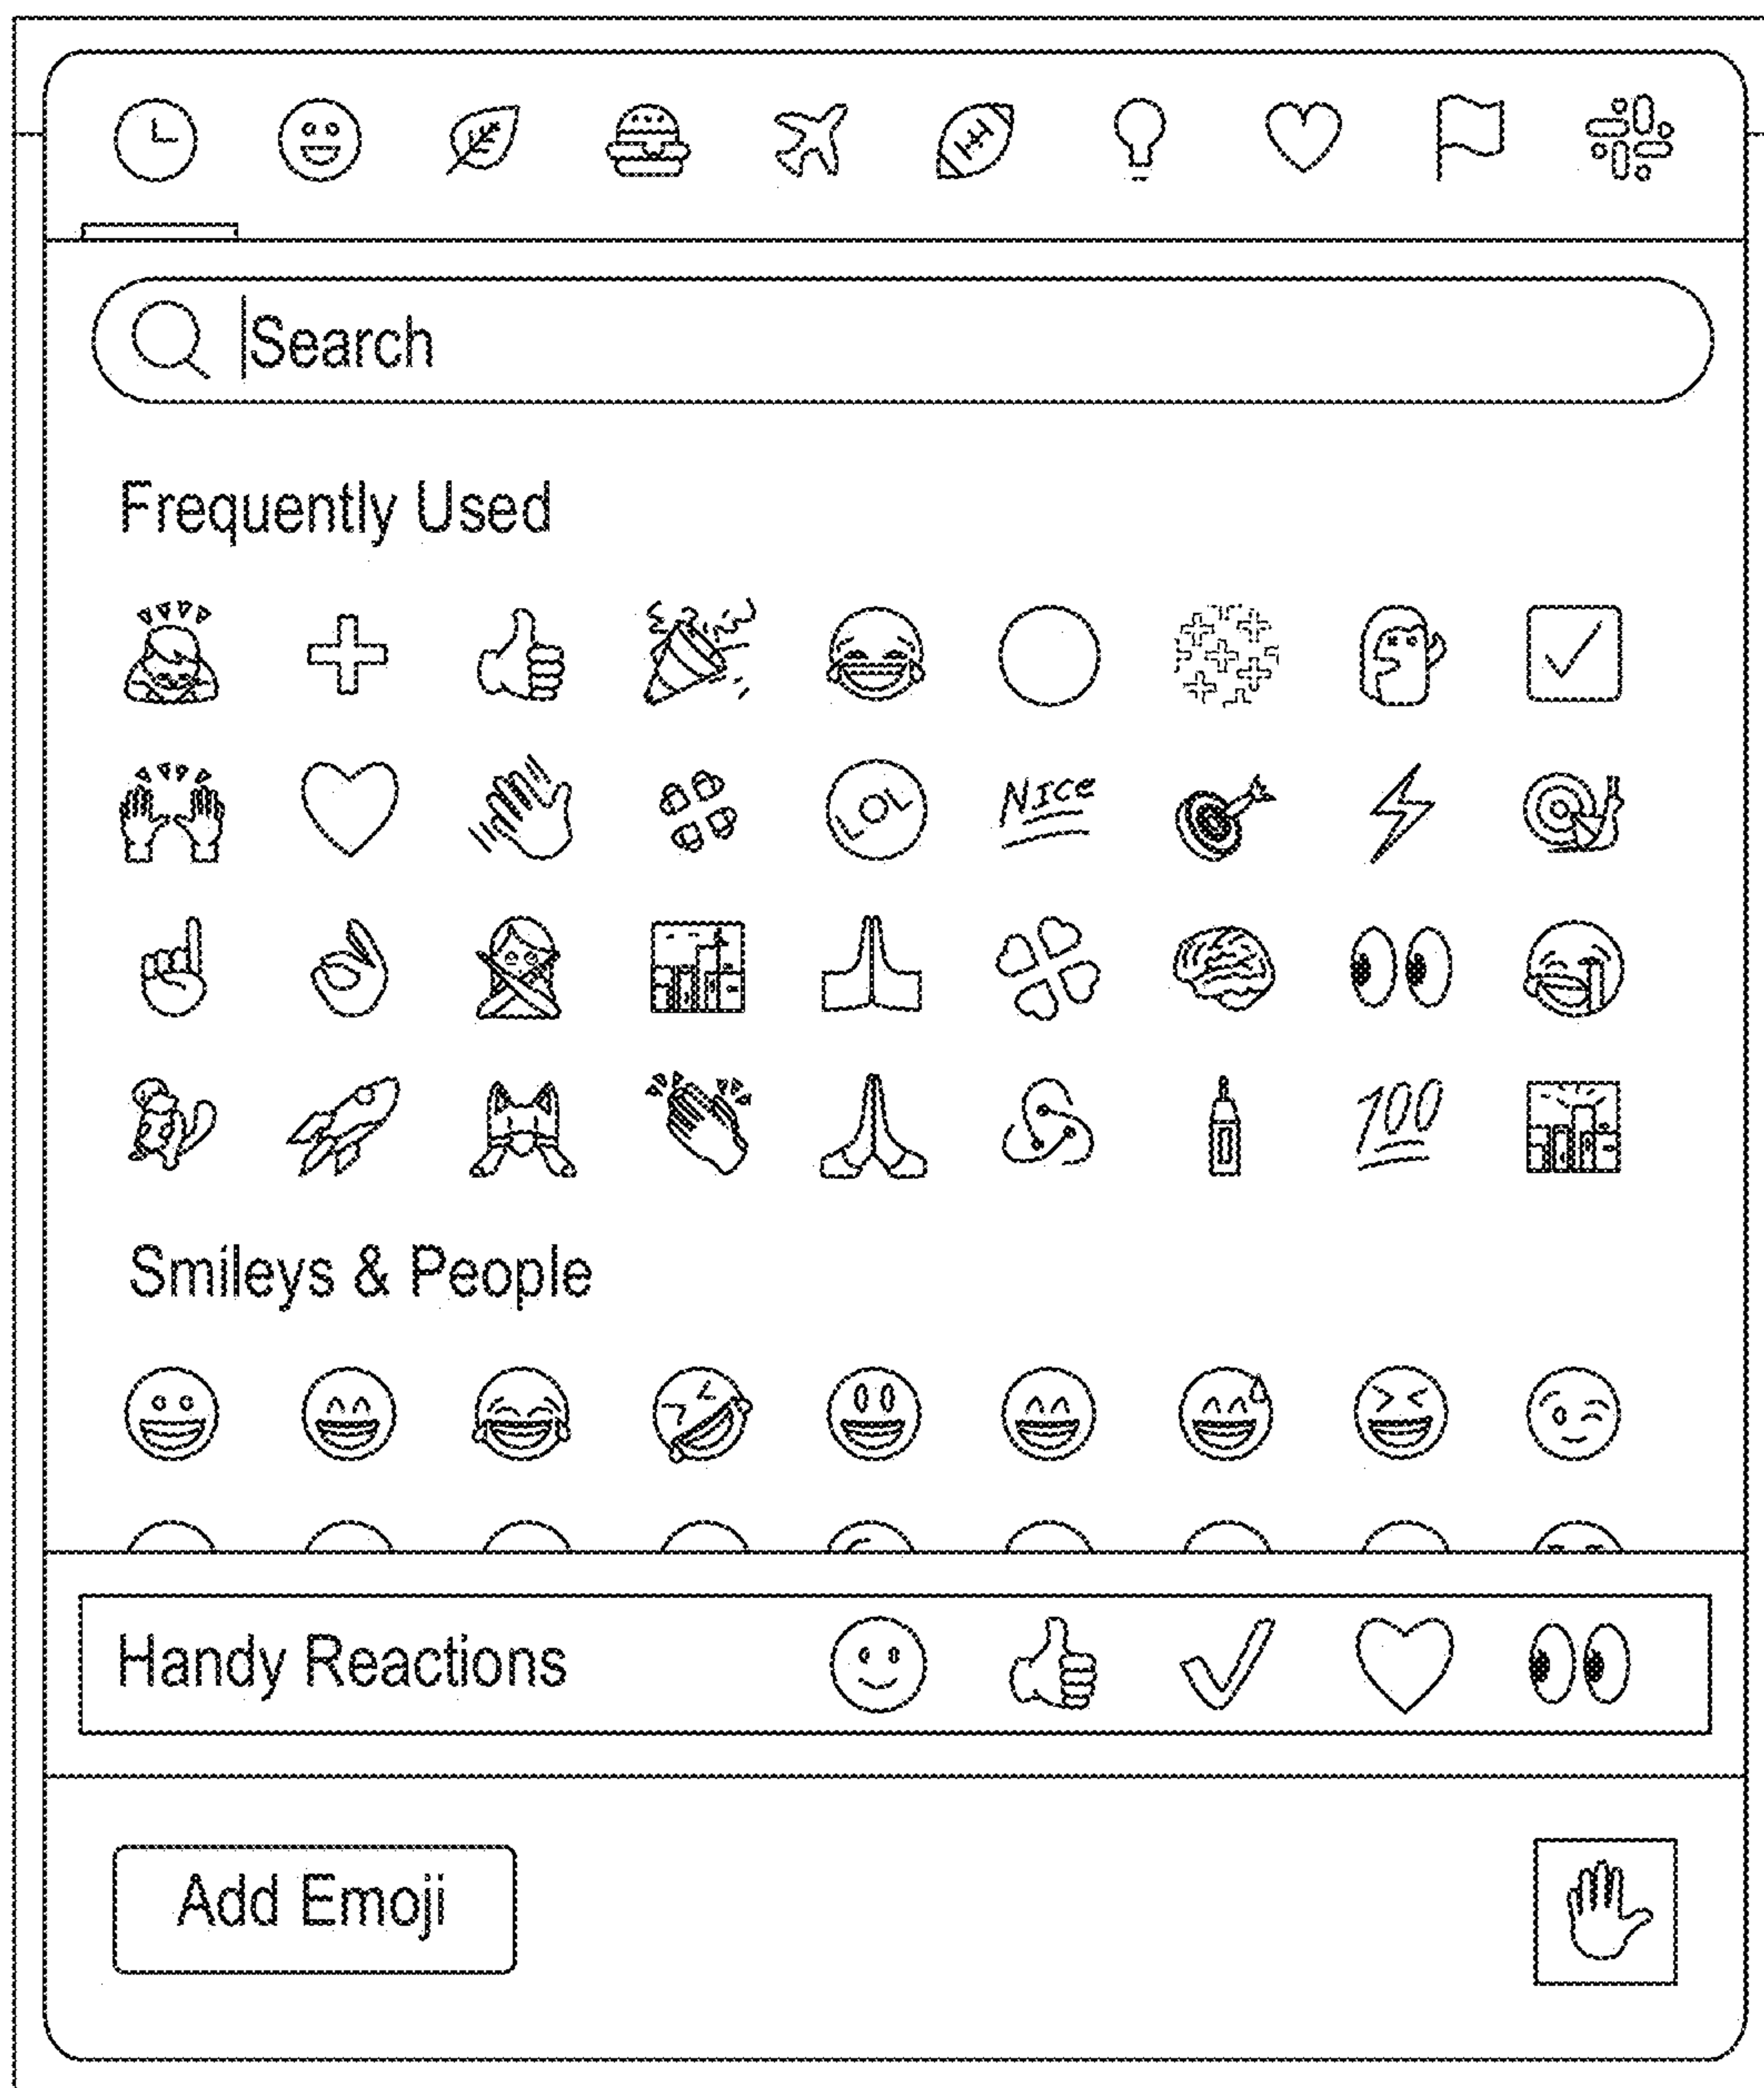 Search
Frequently Used
LOL
NICE
100
Smileys & People
Handy Reactions
Add Emoji